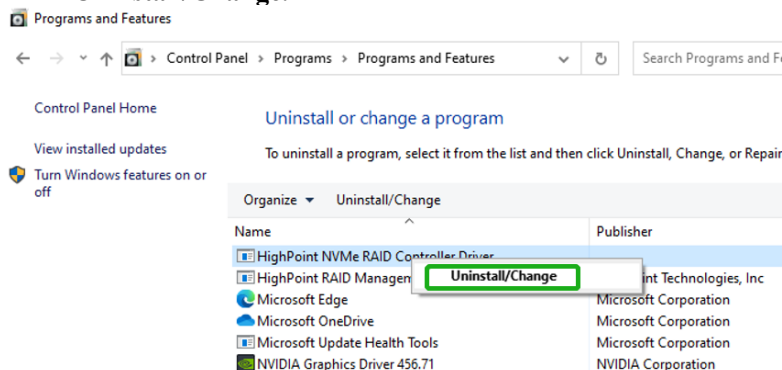 Programs and Features
Control Panel > Programs > Programs and Features
Search Programs and Fe
Control Panel Home
Uninstall or change a program
View installed updates
To uninstall a program, select it from the list and then click Uninstall, Change, or Repair
Turn Windows features on or
off
Organize Uninstall/Change
Name Publisher
HighPoint NVMe RAID Controller Driver
Uninstall/Change
HighPoint RAID Managem int Technologies, Inc
Microsoft Edge Microsoft Corporation
Microsoft OneDrive Microsoft Corporation
Microsoft Update Health Tools Microsoft Corporation
NVIDIA Graphics Driver 456.71 NVIDIA Corporation